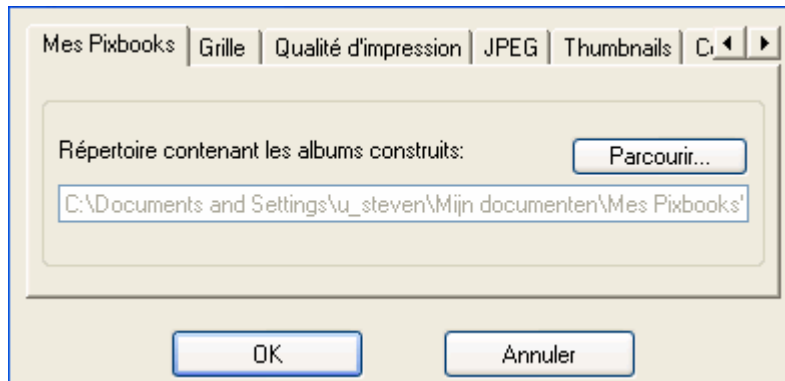 Mes Pixbooks Grille Qualité d'impression JPEG Thumbnails
Répertoire contenant les albums construits:
Parcourir...
C:\Documents and Settings\u_steven\Mijn documenten\Mes Pixbooks
OK Annuler